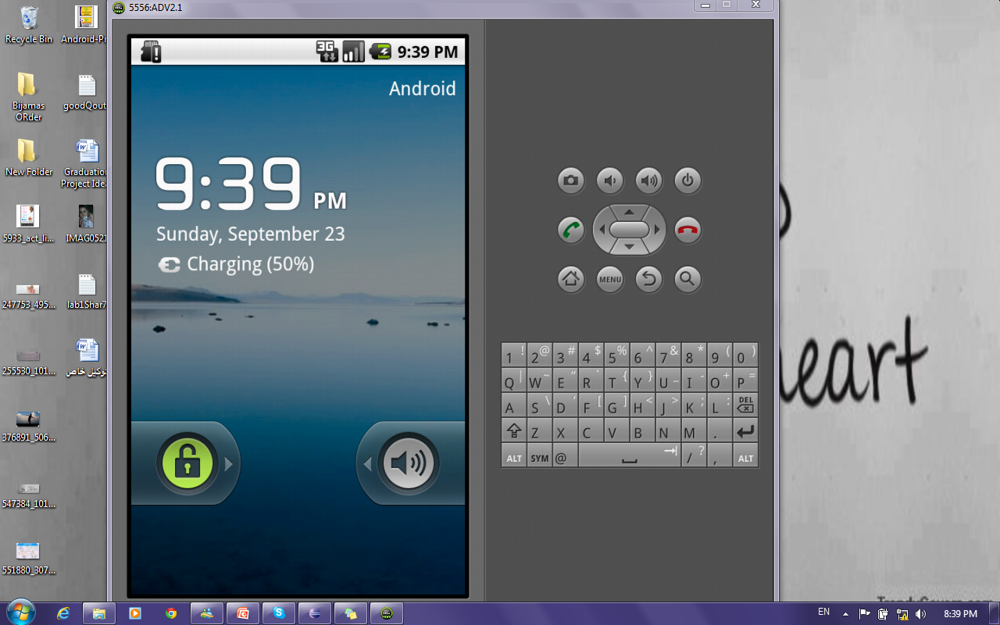 5556:ADV2.1
Recycle Bin
Android-Pr
Bijamas
ORder
goodQout
New Folder
Graduation
Project Idea
5933_act_li...
IMAG0521
247753_495...
lab1Shar7
255530_101...
توكيل خاص
376891_506...
547384_101...
551880_307...
3G
9:39 PM
Android
9:39 PM
Sunday, September 23
Charging (50%)
MENU
1 ! 2 @ 3 # 4 $ 5 % 6 ^ 7 & 8 * 9 ( 0 )
Q | W ~ E “ R ` T { Y } U _ I - O + P =
A S \ D ‘ F [ G ] H < J > K ; L : DEL
Z X C V B N M .
ALT SYM @ / ? , ALT
eart
EN
8:39 PM